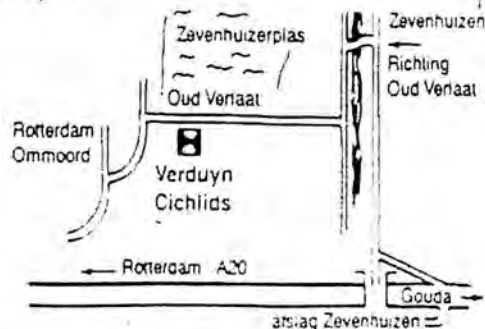 Zevenhuizen
Zevenhuizerplas
Richting
Oud Verlaat
Oud Verlaat
Rotterdam
Ommoord
Verduyn
Cichlids
Rotterdam A20
Gouda
afslag Zevenhuizen